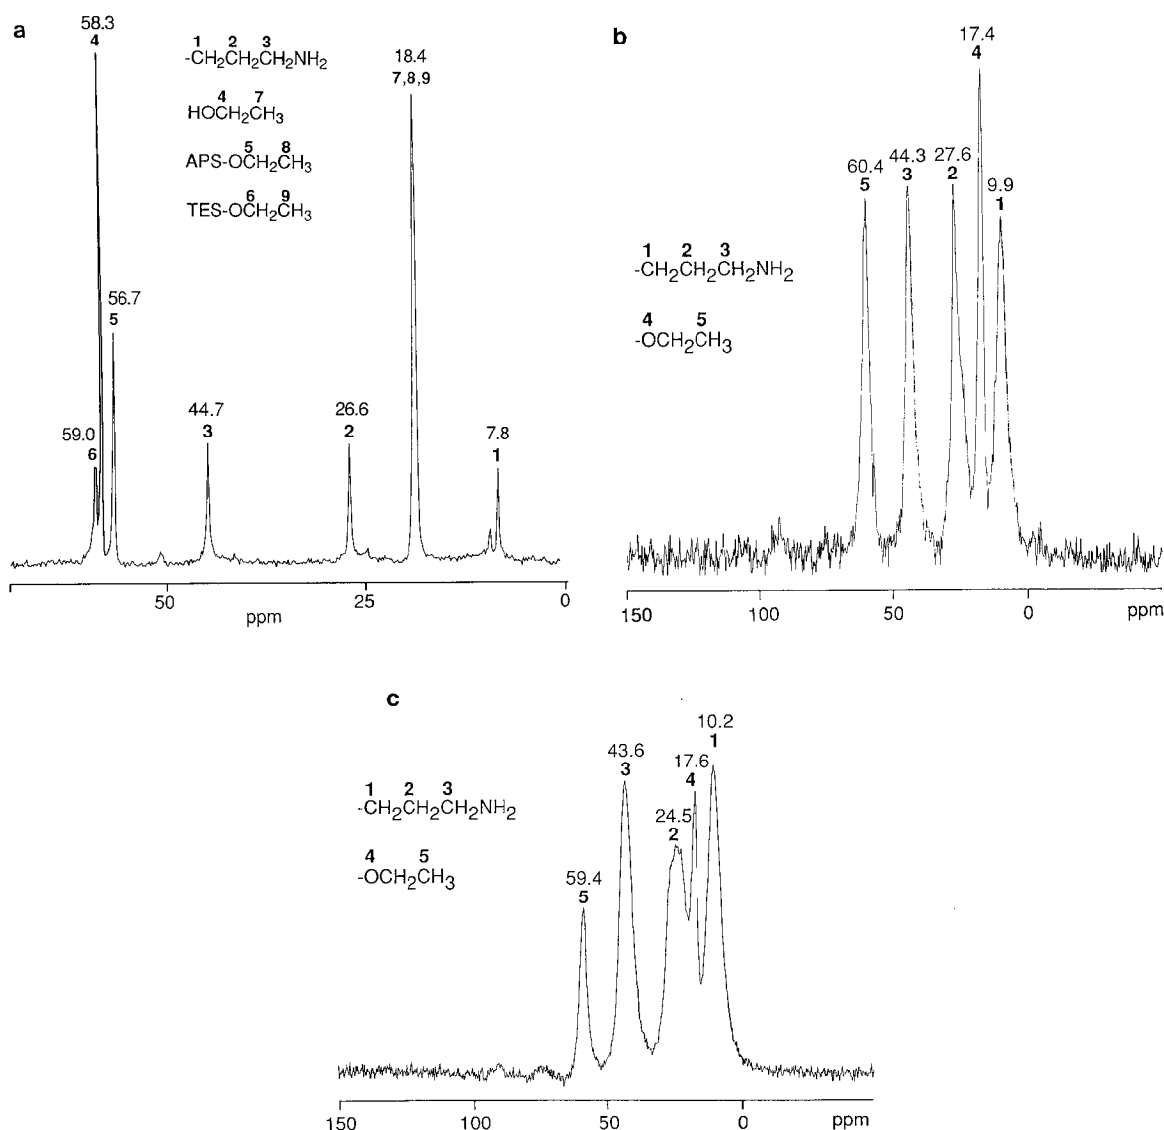 a
58.3
4
1 2 3
-CH2CH2CH2NH2
4 7
HOCH2CH3
5 8
APS-OCH2CH3
6 9
TES-OCH2CH3
18.4
7,8,9
56.7
5
59.0
6
44.7
3
26.6
2
7.8
1
50 25 0
ppm
b
17.4
4
60.4
5
44.3
3
27.6
2
9.9
1
1 2 3
-CH2CH2CH2NH2
4 5
-OCH2CH3
150 100 50 0 ppm
c
10.2
1
43.6
3
17.6
4
24.5
2
59.4
5
1 2 3
-CH2CH2CH2NH2
4 5
-OCH2CH3
150 100 50 0 ppm